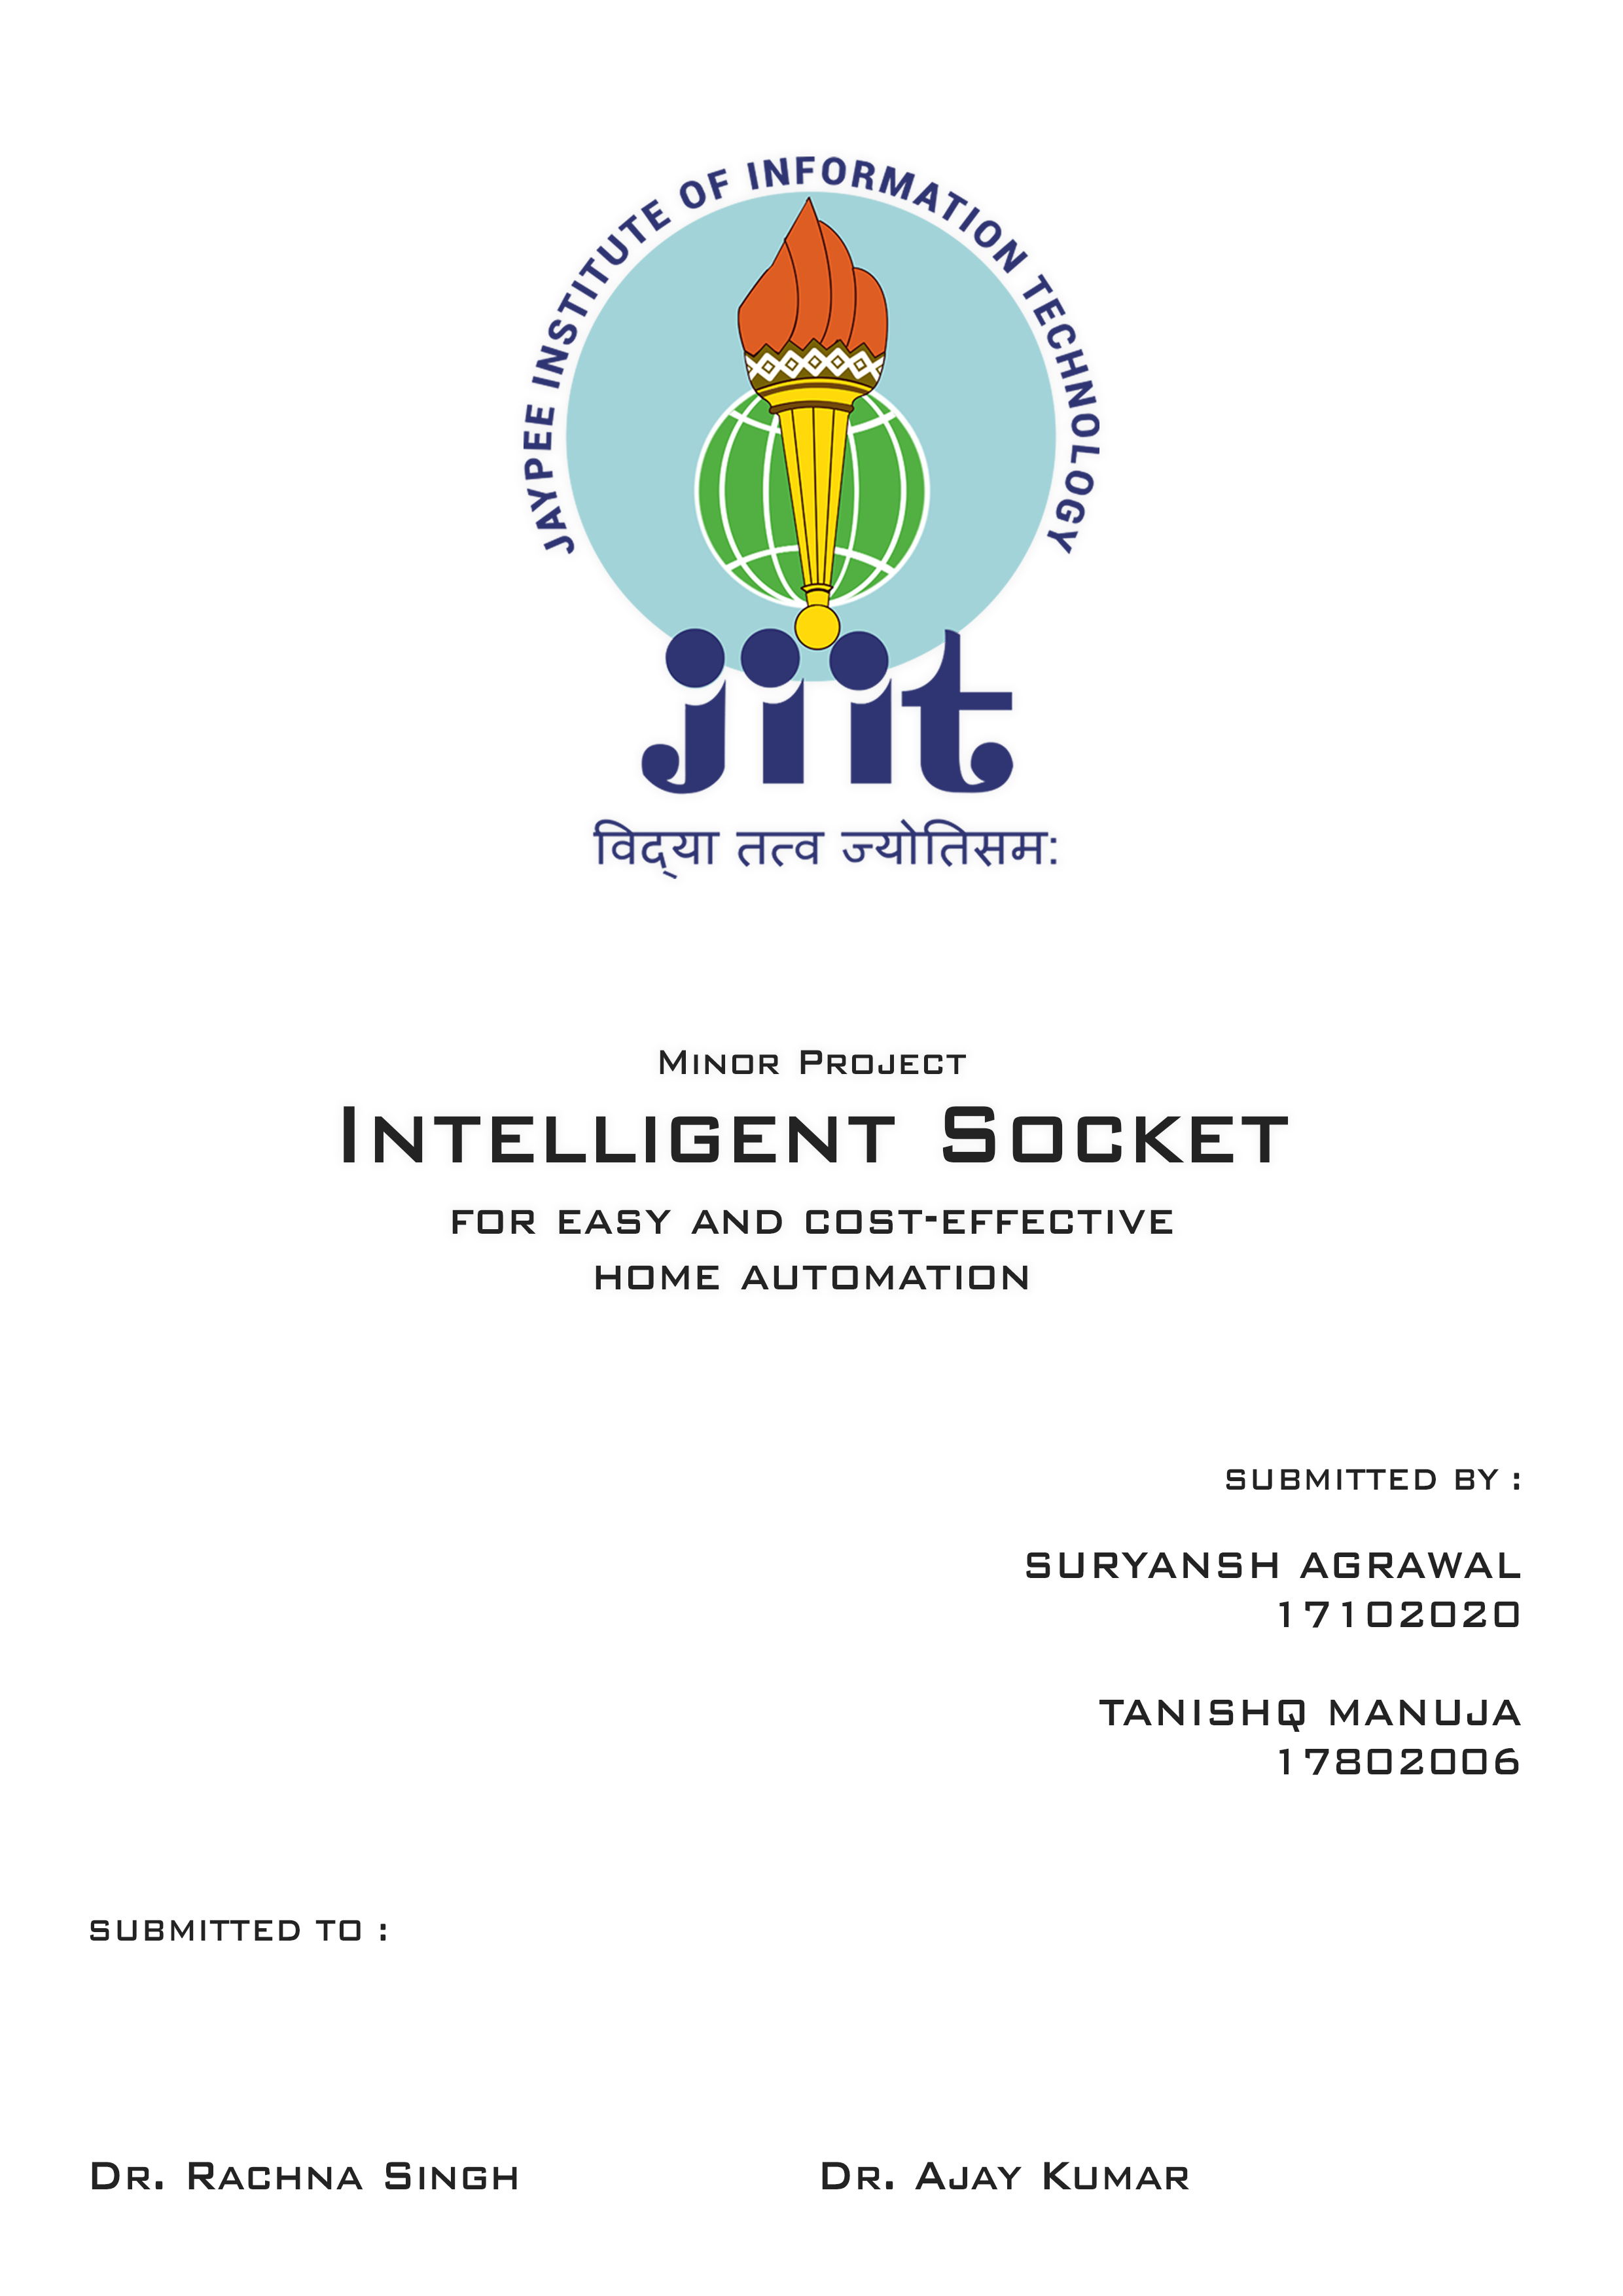 JAYPEE INSTITUTE OF INFORMATION TECHNOLOGY
jiit
विद्‌या तत्व ज्योतिसम:
Minor Project
Intelligent Socket
for easy and cost-effective
home automation
submitted by :
suryansh agrawal
17102020
tanishq manuja
17802006
submitted to :
Dr. Rachna Singh Dr. Ajay Kumar